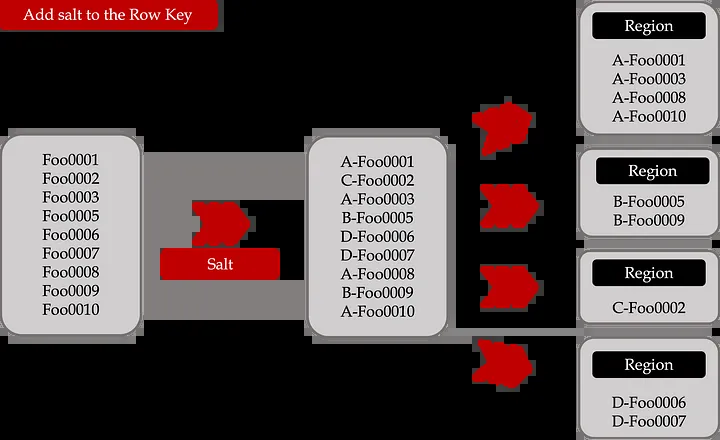 Add salt to the Row Key
Foo0001
Foo0002
Foo0003
Foo0005
Foo0006
Foo0007
Foo0008
Foo0009
Foo0010
Salt
A-Foo0001
C-Foo0002
A-Foo0003
B-Foo0005
D-Foo0006
D-Foo0007
A-Foo0008
B-Foo0009
A-Foo0010
Region
A-Foo0001
A-Foo0003
A-Foo0008
A-Foo0010
Region
B-Foo0005
B-Foo0009
Region
C-Foo0002
Region
D-Foo0006
D-Foo0007